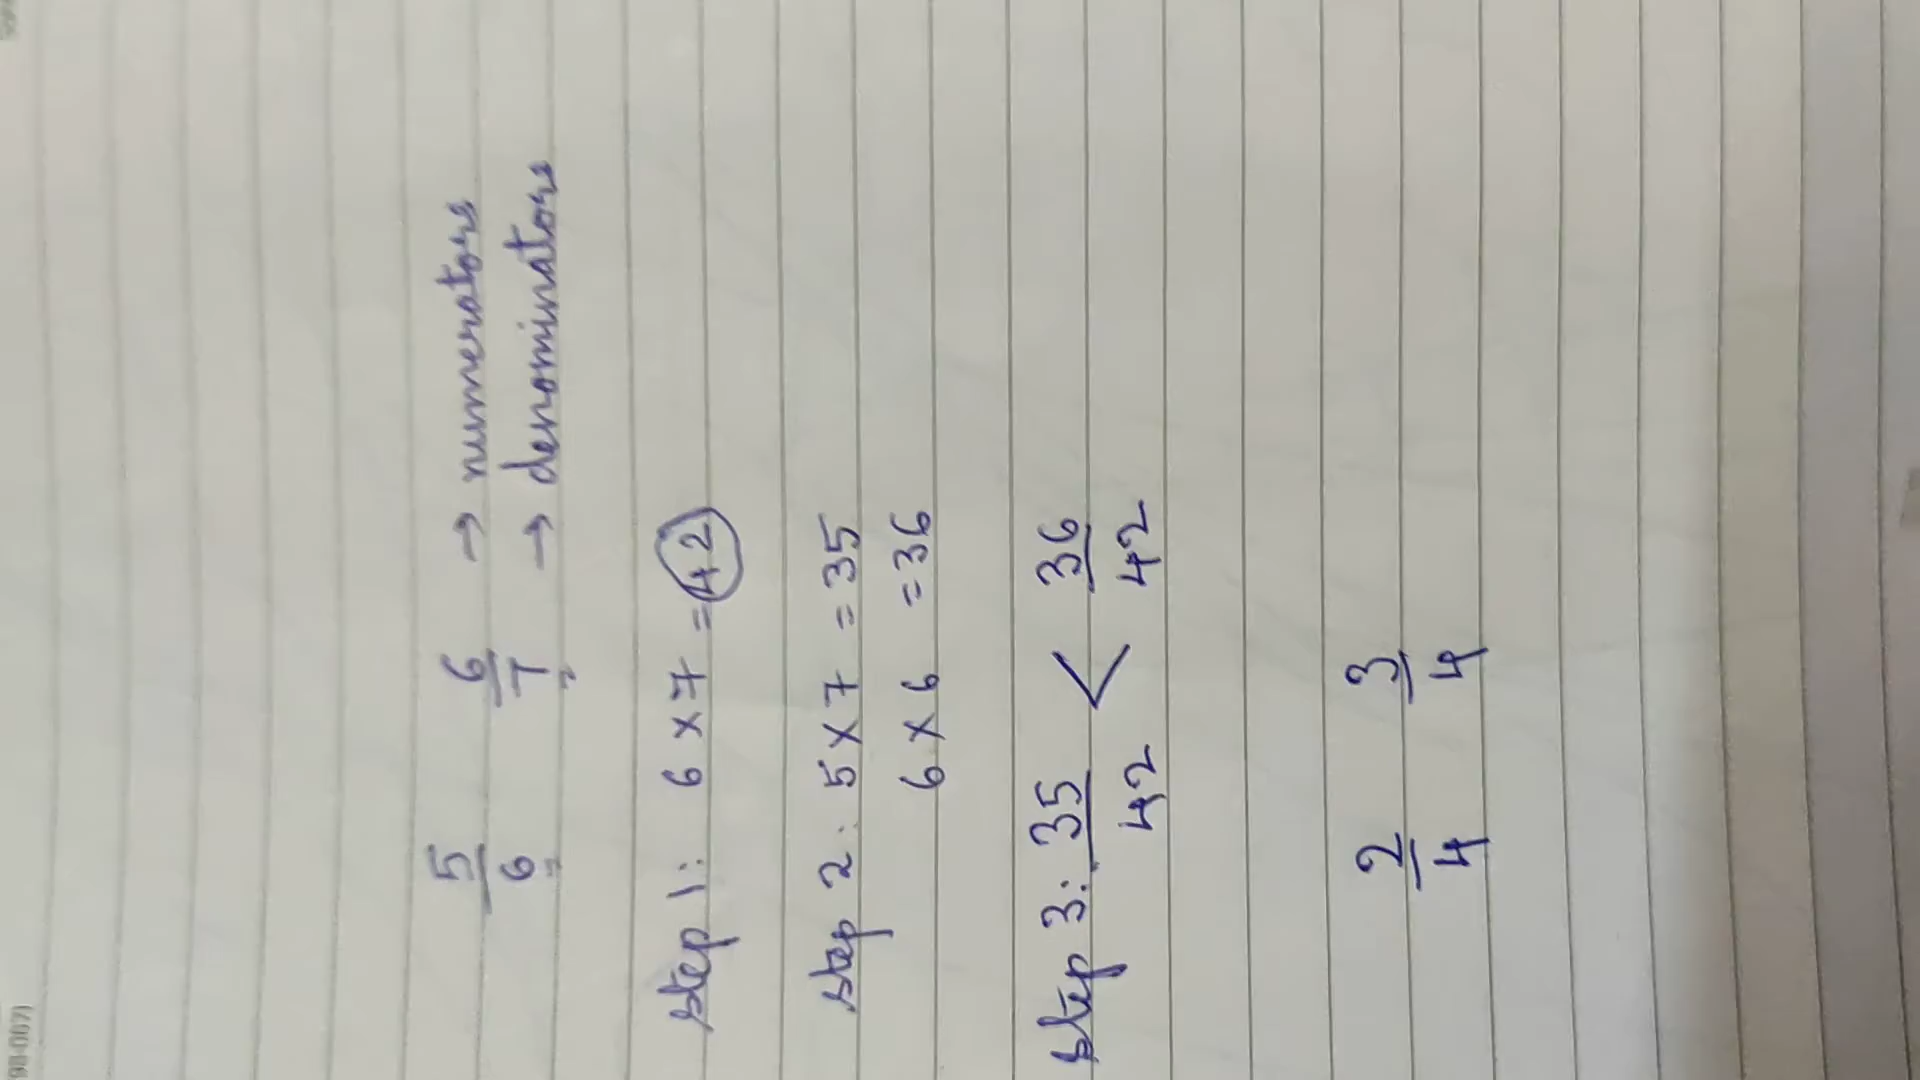 5/6 6/7 → numerators
→ denominators
step 1: 6 x 7 = 42
step 2: 5 x 7 = 35
6 x 6 = 36
step 3: 35/42 < 36/42
2/4 3/4